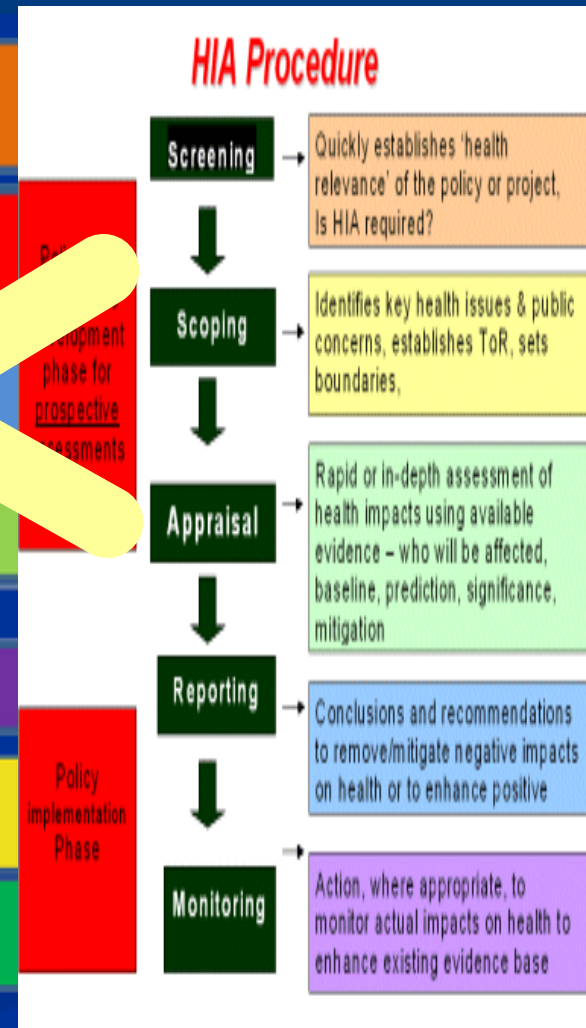 HIA Procedure
Screening
Quickly establishes ‘health
relevance’ of the policy or project,
Is HIA required?
phase for
prospective
Scoping
Identifies key health issues & public
concerns, establishes ToR, sets
boundaries,
Appraisal
Rapid or in-depth assessment of
health impacts using available
evidence – who will be affected,
baseline, prediction, significance,
mitigation
Reporting
Conclusions and recommendations
to remove/mitigate negative impacts
on health or to enhance positive
Policy
implementation
Phase
Monitoring
Action, where appropriate, to
monitor actual impacts on health to
enhance existing evidence base